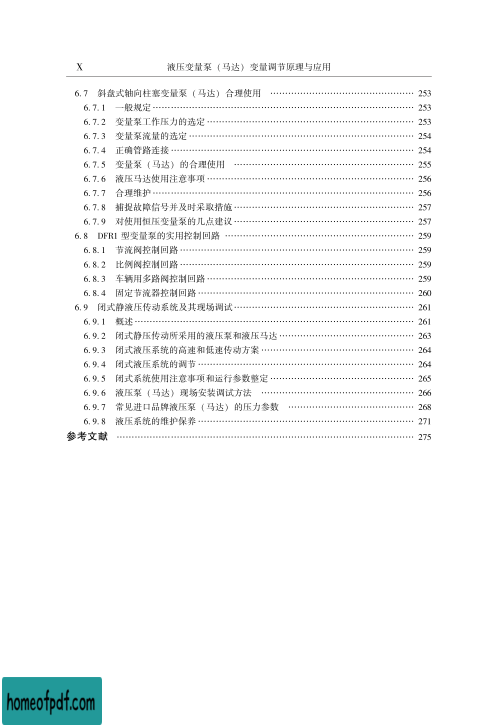 X 液压变量泵（马达）变量调节原理与应用
6.7 斜盘式轴向柱塞变量泵（马达）合理使用 …… 253
6.7.1 一般规定 …… 253
6.7.2 变量泵工作压力的选定 …… 253
6.7.3 变量泵流量的选定 …… 254
6.7.4 正确管路连接 …… 254
6.7.5 变量泵（马达）的合理使用 …… 255
6.7.6 液压马达使用注意事项 …… 256
6.7.7 合理维护 …… 256
6.7.8 捕捉故障信号并及时采取措施 …… 257
6.7.9 对使用恒压变量泵的几点建议 …… 257
6.8 DFR1 型变量泵的实用控制回路 …… 259
6.8.1 节流阀控制回路 …… 259
6.8.2 比例阀控制回路 …… 259
6.8.3 车辆用多路阀控制回路 …… 259
6.8.4 固定节流器控制回路 …… 260
6.9 闭式静液压传动系统及其现场调试 …… 261
6.9.1 概述 …… 261
6.9.2 闭式静压传动所采用的液压泵和液压马达 …… 263
6.9.3 闭式液压系统的高速和低速传动方案 …… 264
6.9.4 闭式液压系统的调节 …… 264
6.9.5 闭式系统使用注意事项和运行参数整定 …… 265
6.9.6 液压泵（马达）现场安装调试方法 …… 266
6.9.7 常见进口品牌液压泵（马达）的压力参数 …… 268
6.9.8 液压系统的维护保养 …… 271
参考文献 …… 275
homeofpdf.com